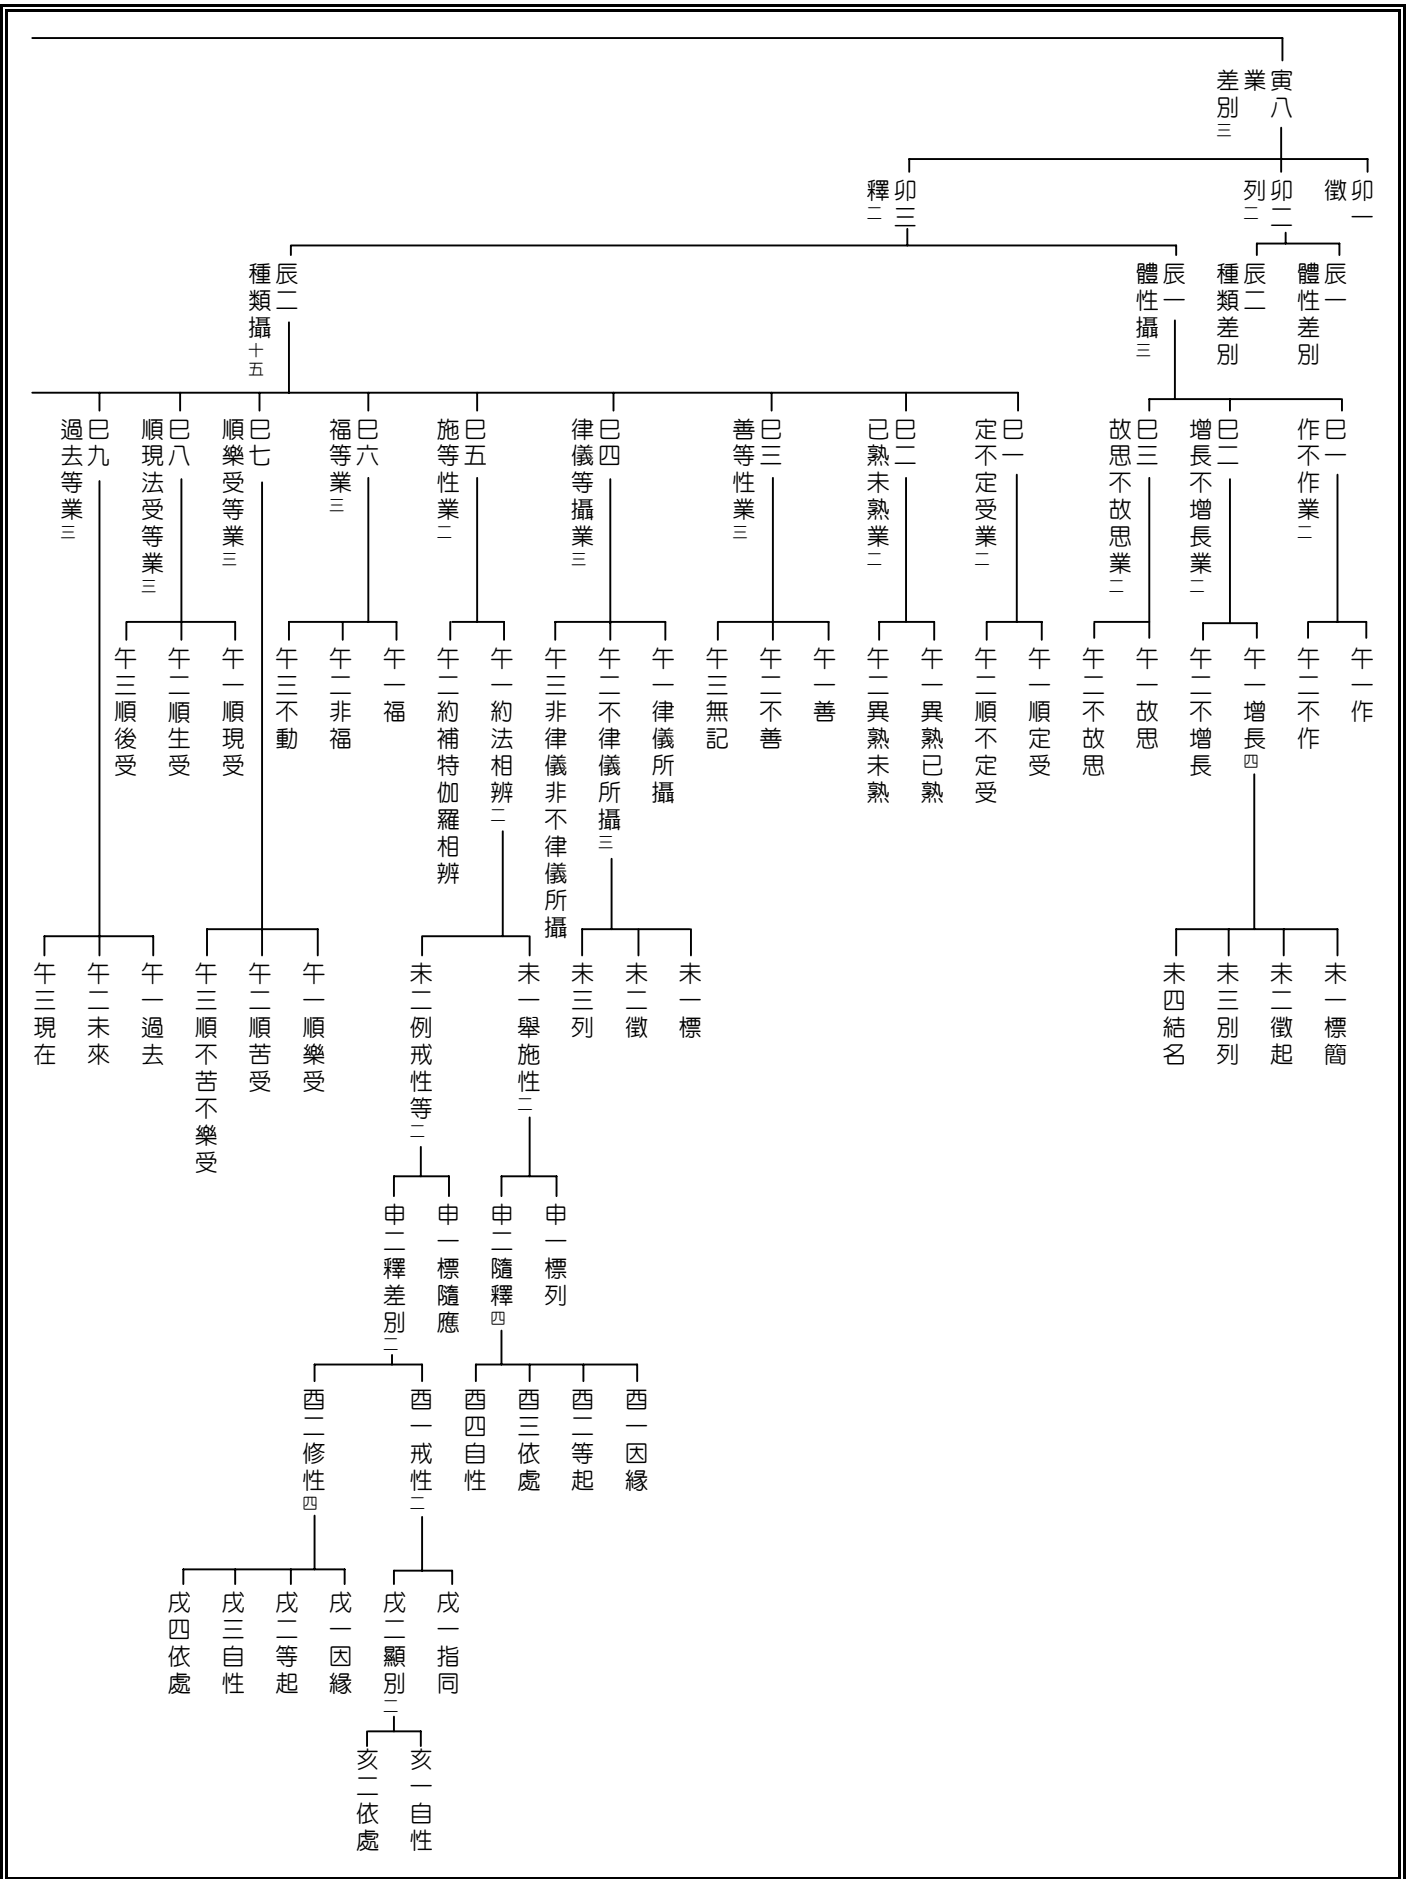 寅八
業
差別三
卯一
徵
卯二
列二
卯三
釋二
辰一
體性差別
辰二
種類差別
辰一
體性攝三
辰二
種類攝十五
巳一
作不作業二
巳二
增長不增長業二
巳三
故思不故思業二
巳一
定不定受業二
巳二
已熟未熟業二
巳三
善等性業三
巳四
律儀等攝業三
巳五
施等性業二
巳六
福等業三
巳七
順樂受等業三
巳八
順現法受等業三
巳九
過去等業三
午一作
午二不作
午一增長四
午二不增長
午一故思
午二不故思
午一順定受
午二順不定受
午一異熟已熟
午二異熟未熟
午一善
午二不善
午三無記
午一律儀所攝
午二不律儀所攝三
午三非律儀非不律儀所攝
午一約法相辨二
午二約補特伽羅相辨
午一福
午二非福
午三不動
午一順現受
午二順生受
午三順後受
未一標簡
未二徵起
未三別列
未四結名
未一標
未二徵
未三列
未一舉施性二
未二例戒性等二
午一順樂受
午二順苦受
午三順不苦不樂受
午一過去
午二未來
午三現在
申一標列
申二隨釋四
申一標隨應
申二釋差別二
酉一因緣
酉二等起
酉三依處
酉四自性
酉一戒性二
酉二修性四
戌一指同
戌二顯別二
戌一因緣
戌二等起
戌三自性
戌四依處
亥一自性
亥二依處